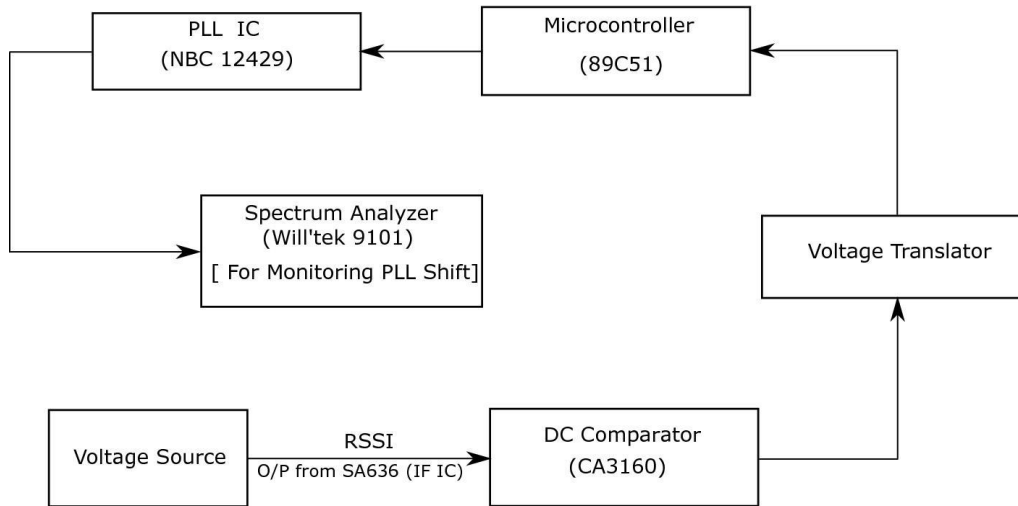 PLL IC
(NBC 12429)
Microcontroller
(89C51)
Spectrum Analyzer
(Will'tek 9101)
[ For Monitoring PLL Shift]
Voltage Translator
Voltage Source
RSSI
O/P from SA636 (IF IC)
DC Comparator
(CA3160)